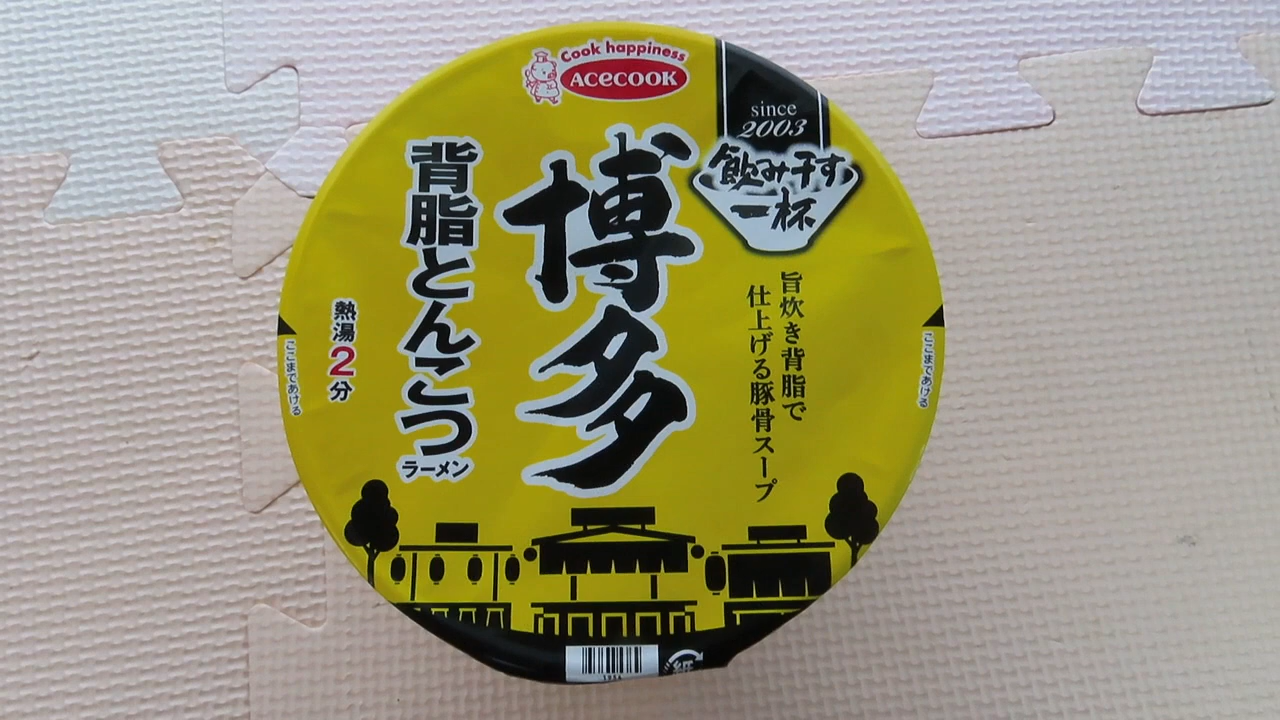 Cook happiness
ACECOOK
since
2003
飲み干す
一杯
旨炊き背脂で
仕上げる豚骨スープ
博多
背脂とんこつ
ラーメン
熱湯2分
ここまであける
ここまであける
紙